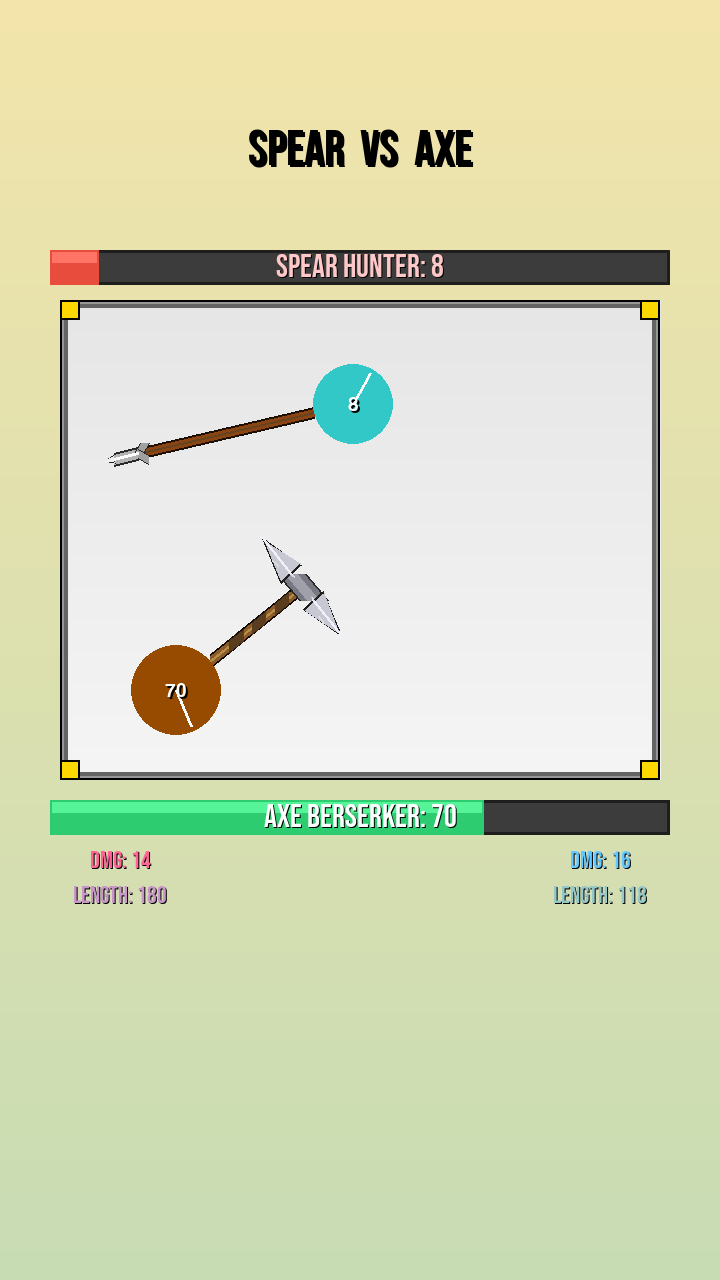 SPEAR VS AXE
SPEAR HUNTER: 8
8
70
AXE BERSERKER: 70
DMG: 14
DMG: 16
LENGTH: 180
LENGTH: 118